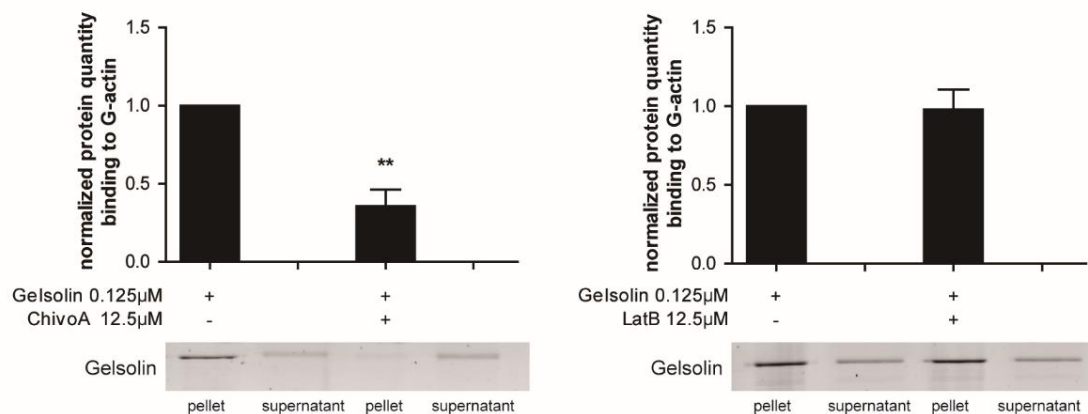 normalized protein quantity
binding to G-actin
1.5
1.0
0.5
0.0
**
Gelsolin 0.125μM + +
ChivoA 12.5μM - +
Gelsolin
pellet supernatant pellet supernatant
normalized protein quantity
binding to G-actin
1.5
1.0
0.5
0.0
Gelsolin 0.125μM + +
LatB 12.5μM - +
Gelsolin
pellet supernatant pellet supernatant